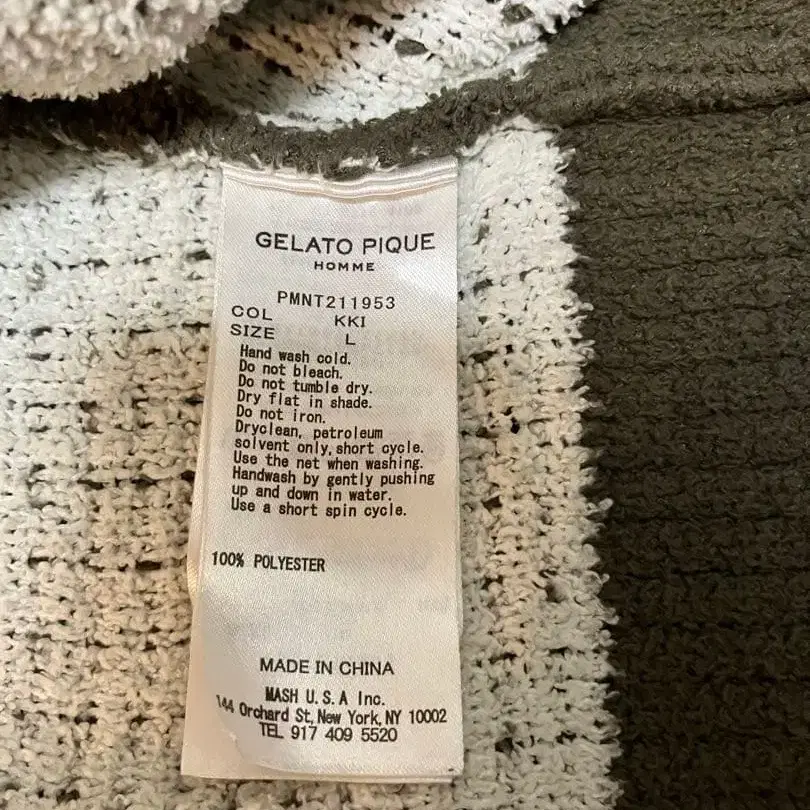 GELATO PIQUE
HOMME
PMNT211953
COL KKI
SIZE L
Hand wash cold.
Do not bleach.
Do not tumble dry.
Dry flat in shade.
Do not iron.
Dryclean, petroleum
solvent only, short cycle.
Use the net when washing.
Handwash by gently pushing
up and down in water.
Use a short spin cycle.
100% POLYESTER
MADE IN CHINA
MASH U.S.A Inc.
144 Orchard St, New York, NY 10002
TEL 917 409 5520